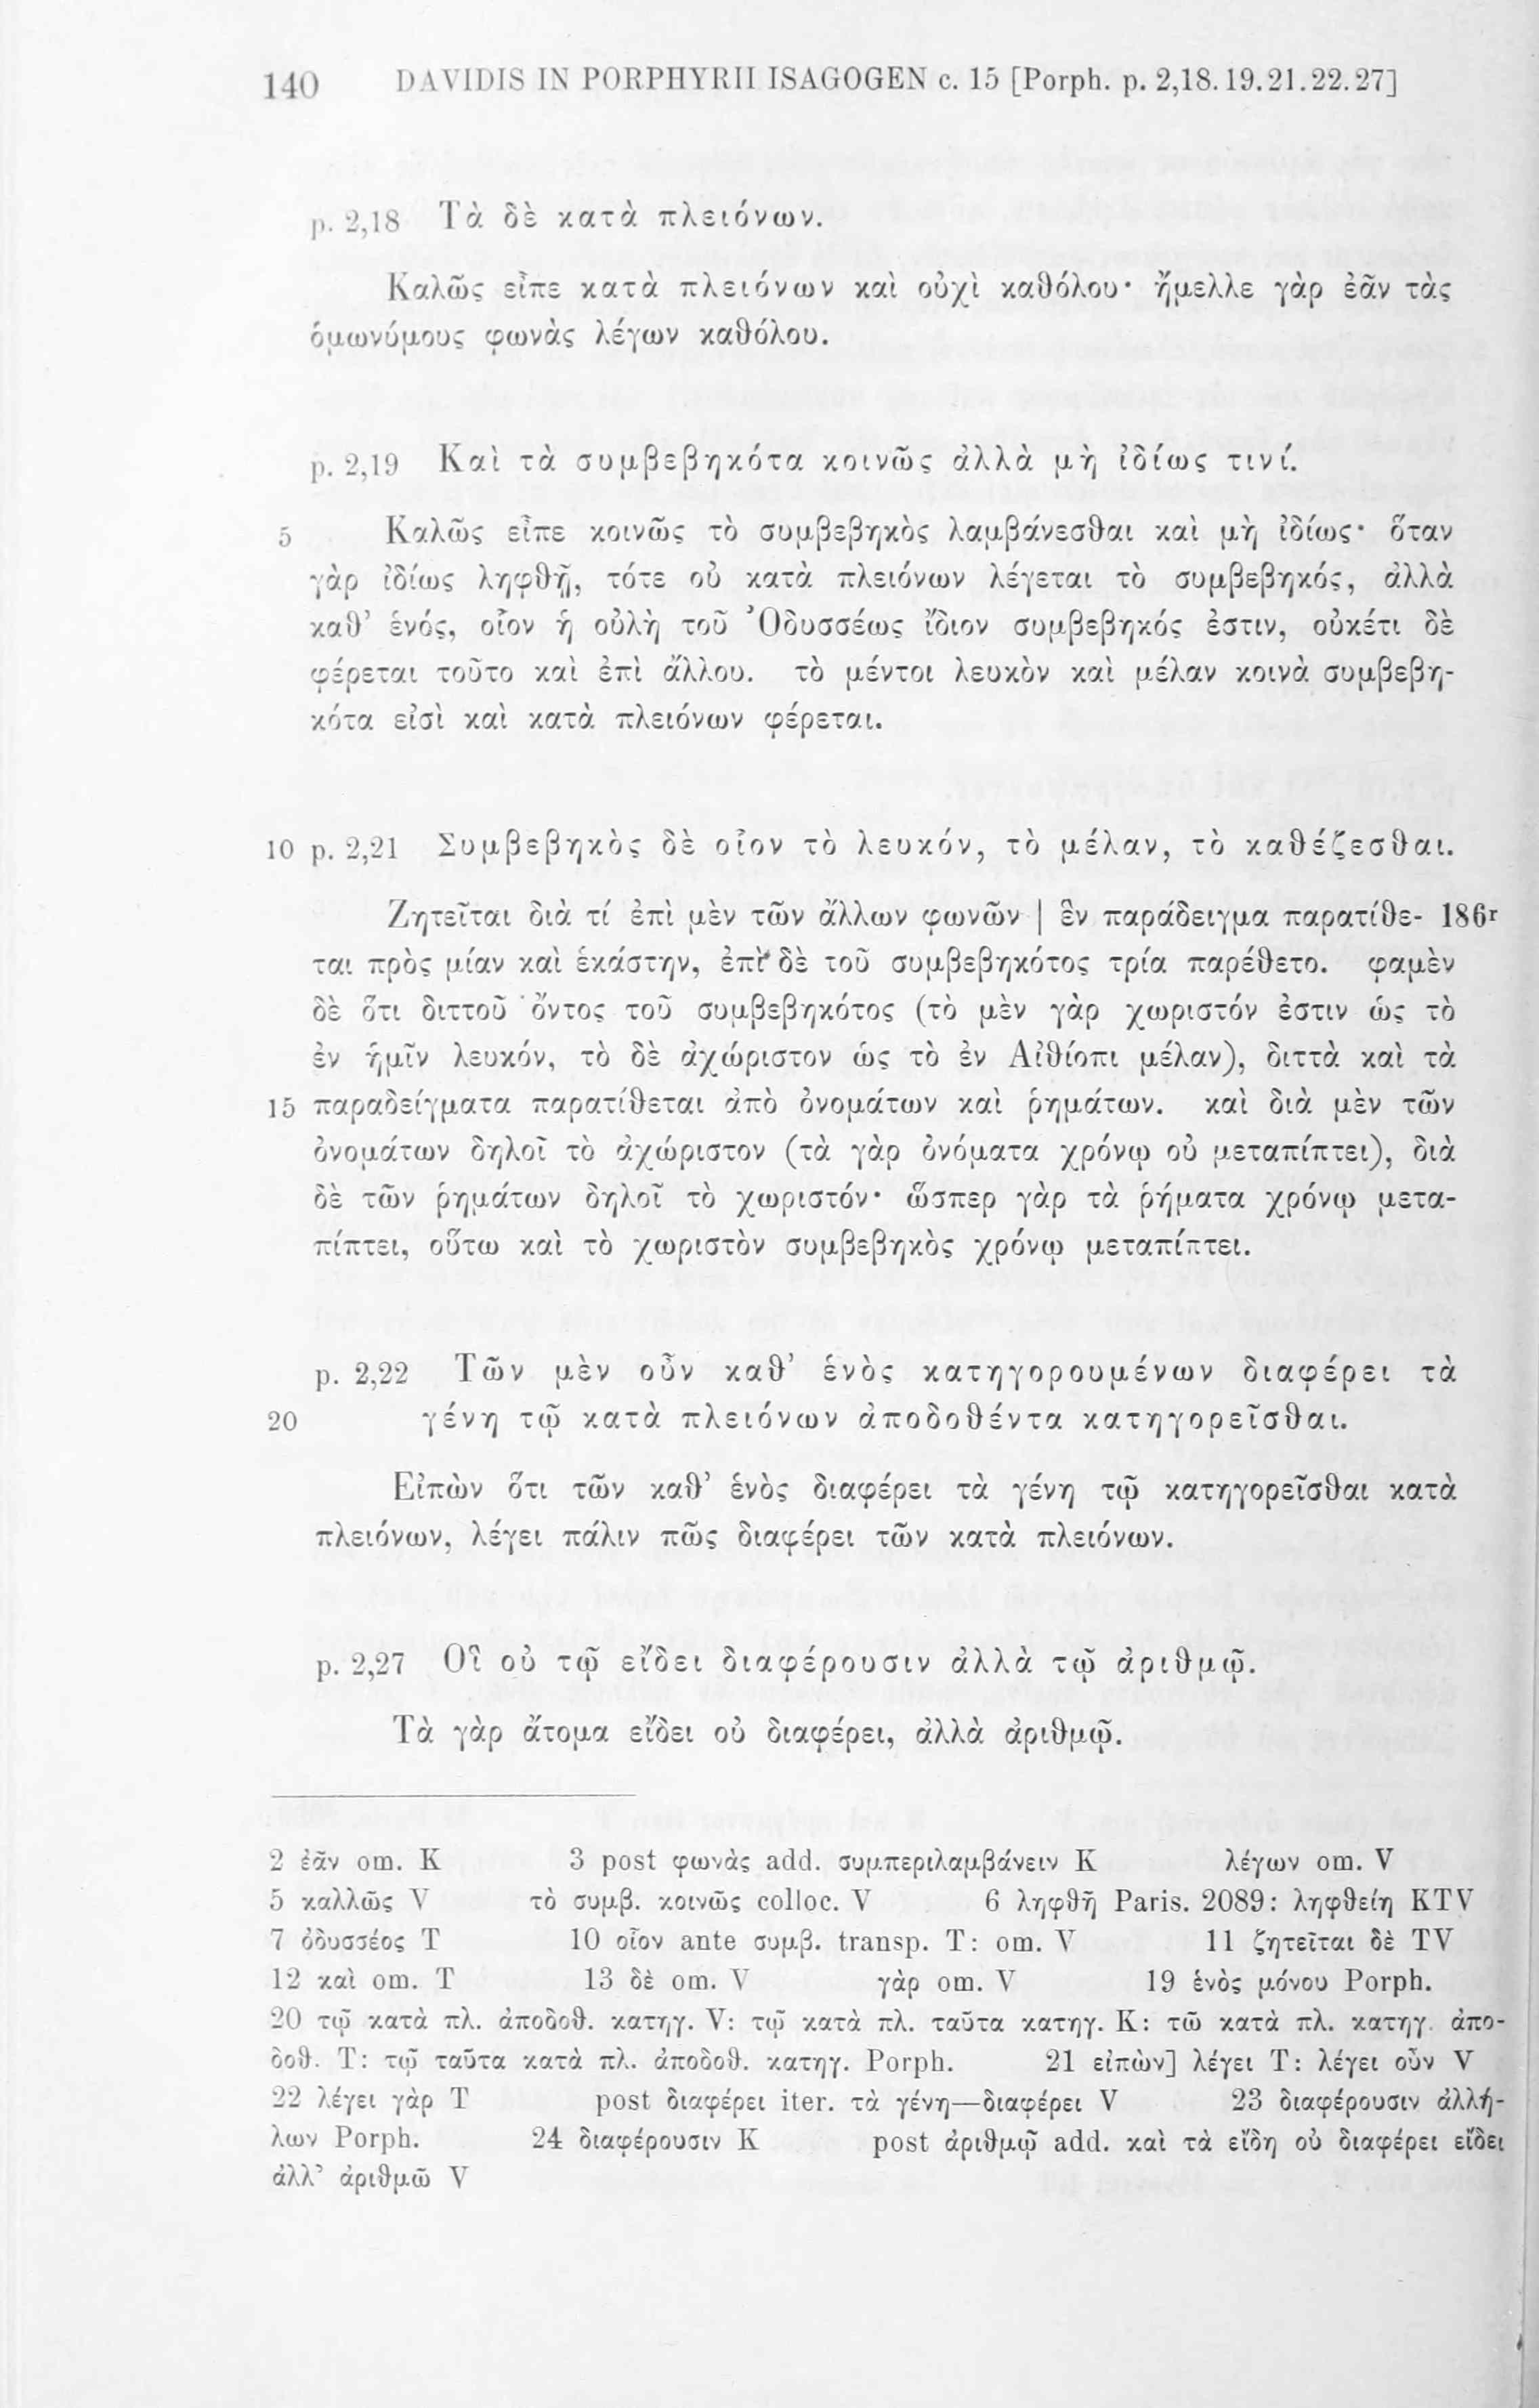 140 DAVIDIS IN PORPHYRII ISAGOGEN c. 15 [Porph. p. 2,18.19.21.22.27]
p. 2,18 Τὰ δὲ κατὰ πλειόνων.
Καλῶς εἶπε κατὰ πλειόνων καὶ οὐχὶ καθόλου· ἤμελλε γὰρ ἐᾶν τὰς
ὁμωνύμους φωνὰς λέγων καθόλου.
p. 2,19 Καὶ τὰ συμβεβηκότα κοινῶς ἀλλὰ μὴ ἰδίως τινί.
5 Καλῶς εἶπε κοινῶς τὸ συμβεβηκὸς λαμβάνεσθαι καὶ μὴ ἰδίως· ὅταν
γὰρ ἰδίως ληφθῇ, τότε οὐ κατὰ πλειόνων λέγεται τὸ συμβεβηκός, ἀλλὰ
καθ’ ἑνός, οἷον ἡ οὐλὴ τοῦ Ὀδυσσέως ἴδιον συμβεβηκός ἐστιν, οὐκέτι δὲ
φέρεται τοῦτο καὶ ἐπὶ ἄλλου. τὸ μέντοι λευκὸν καὶ μέλαν κοινὰ συμβεβη-
κότα εἰσὶ καὶ κατὰ πλειόνων φέρεται.
10 p. 2,21 Συμβεβηκὸς δὲ οἷον τὸ λευκόν, τὸ μέλαν, τὸ καθέζεσθαι.
Ζητεῖται διὰ τί ἐπὶ μὲν τῶν ἄλλων φωνῶν | ἓν παράδειγμα παρατίθε- 186r
ται πρὸς μίαν καὶ ἑκάστην, ἐπὶ δὲ τοῦ συμβεβηκότος τρία παρέθετο. φαμὲν
δὲ ὅτι διττοῦ ὄντος τοῦ συμβεβηκότος (τὸ μὲν γὰρ χωριστόν ἐστιν ὡς τὸ
ἐν ἡμῖν λευκόν, τὸ δὲ ἀχώριστον ὡς τὸ ἐν Αἰθίοπι μέλαν), διττὰ καὶ τὰ
15 παραδείγματα παρατίθεται ἀπὸ ὀνομάτων καὶ ῥημάτων. καὶ διὰ μὲν τῶν
ὀνομάτων δηλοῖ τὸ ἀχώριστον (τὰ γὰρ ὀνόματα χρόνῳ οὐ μεταπίπτει), διὰ
δὲ τῶν ῥημάτων δηλοῖ τὸ χωριστόν· ὥσπερ γὰρ τὰ ῥήματα χρόνῳ μετα-
πίπτει, οὕτω καὶ τὸ χωριστὸν συμβεβηκὸς χρόνῳ μεταπίπτει.
p. 2,22 Τῶν μὲν οὖν καθ’ ἑνὸς κατηγορουμένων διαφέρει τὰ
20 γένη τῷ κατὰ πλειόνων ἀποδοθέντα κατηγορεῖσθαι.
Εἰπὼν ὅτι τῶν καθ’ ἑνὸς διαφέρει τὰ γένη τῷ κατηγορεῖσθαι κατὰ
πλειόνων, λέγει πάλιν πῶς διαφέρει τῶν κατὰ πλειόνων.
p. 2,27 Οἳ οὐ τῷ εἴδει διαφέρουσιν ἀλλὰ τῷ ἀριθμῷ.
Τὰ γὰρ ἄτομα εἴδει οὐ διαφέρει, ἀλλὰ ἀριθμῷ.
2 ἐᾶν om. K 3 post φωνὰς add. συμπεριλαμβάνειν K λέγων om. V
5 καλλῶς V τὸ συμβ. κοινῶς colloc. V 6 ληφθῆ Paris. 2089: ληφθείη KTV
7 ὀδυσσέος T 10 οἷον ante συμβ. transp. T: om. V 11 ζητεῖται δὲ TV
12 καὶ om. T 13 δὲ om. V γὰρ om. V 19 ἑνὸς μόνου Porph.
20 τῷ κατὰ πλ. ἀποδοθ. κατηγ. V: τῷ κατὰ πλ. ταῦτα κατηγ. K: τῶ κατὰ πλ. κατηγ. ἀπο-
δοθ. T: τῷ ταῦτα κατὰ πλ. ἀποδοθ. κατηγ. Porph. 21 εἰπὼν] λέγει T: λέγει οὖν V
22 λέγει γὰρ T post διαφέρει iter. τὰ γένη—διαφέρει V 23 διαφέρουσιν ἀλλή-
λων Porph. 24 διαφέρουσιν K post ἀριθμῷ add. καὶ τὰ εἴδη οὐ διαφέρει εἴδει
ἀλλ’ ἀριθμῶ V